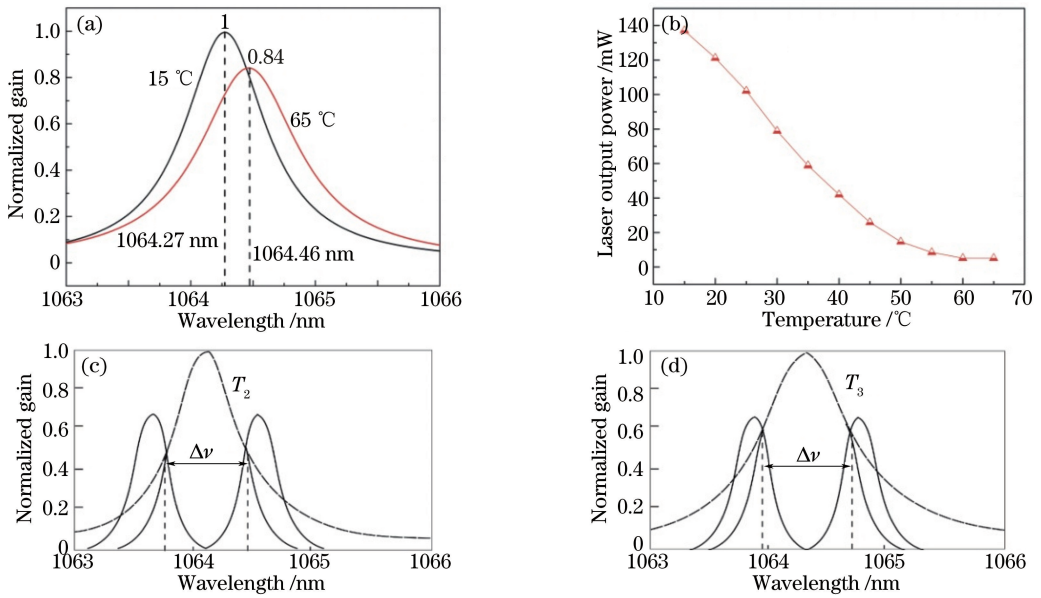 (a)
1
0.84
15 ℃
65 ℃
1064.27 nm
1064.46 nm
1.0
0.8
0.6
0.4
0.2
0
1063
1064
1065
1066
Normalized gain
Wavelength /nm
(b)
140
120
100
80
60
40
20
0
10
20
30
40
50
60
70
Laser output power /mW
Temperature /℃
(c)
T2
Δν
1.0
0.8
0.6
0.4
0.2
0
1063
1064
1065
1066
Normalized gain
Wavelength /nm
(d)
T3
Δν
1.0
0.8
0.6
0.4
0.2
0
1063
1064
1065
1066
Normalized gain
Wavelength /nm